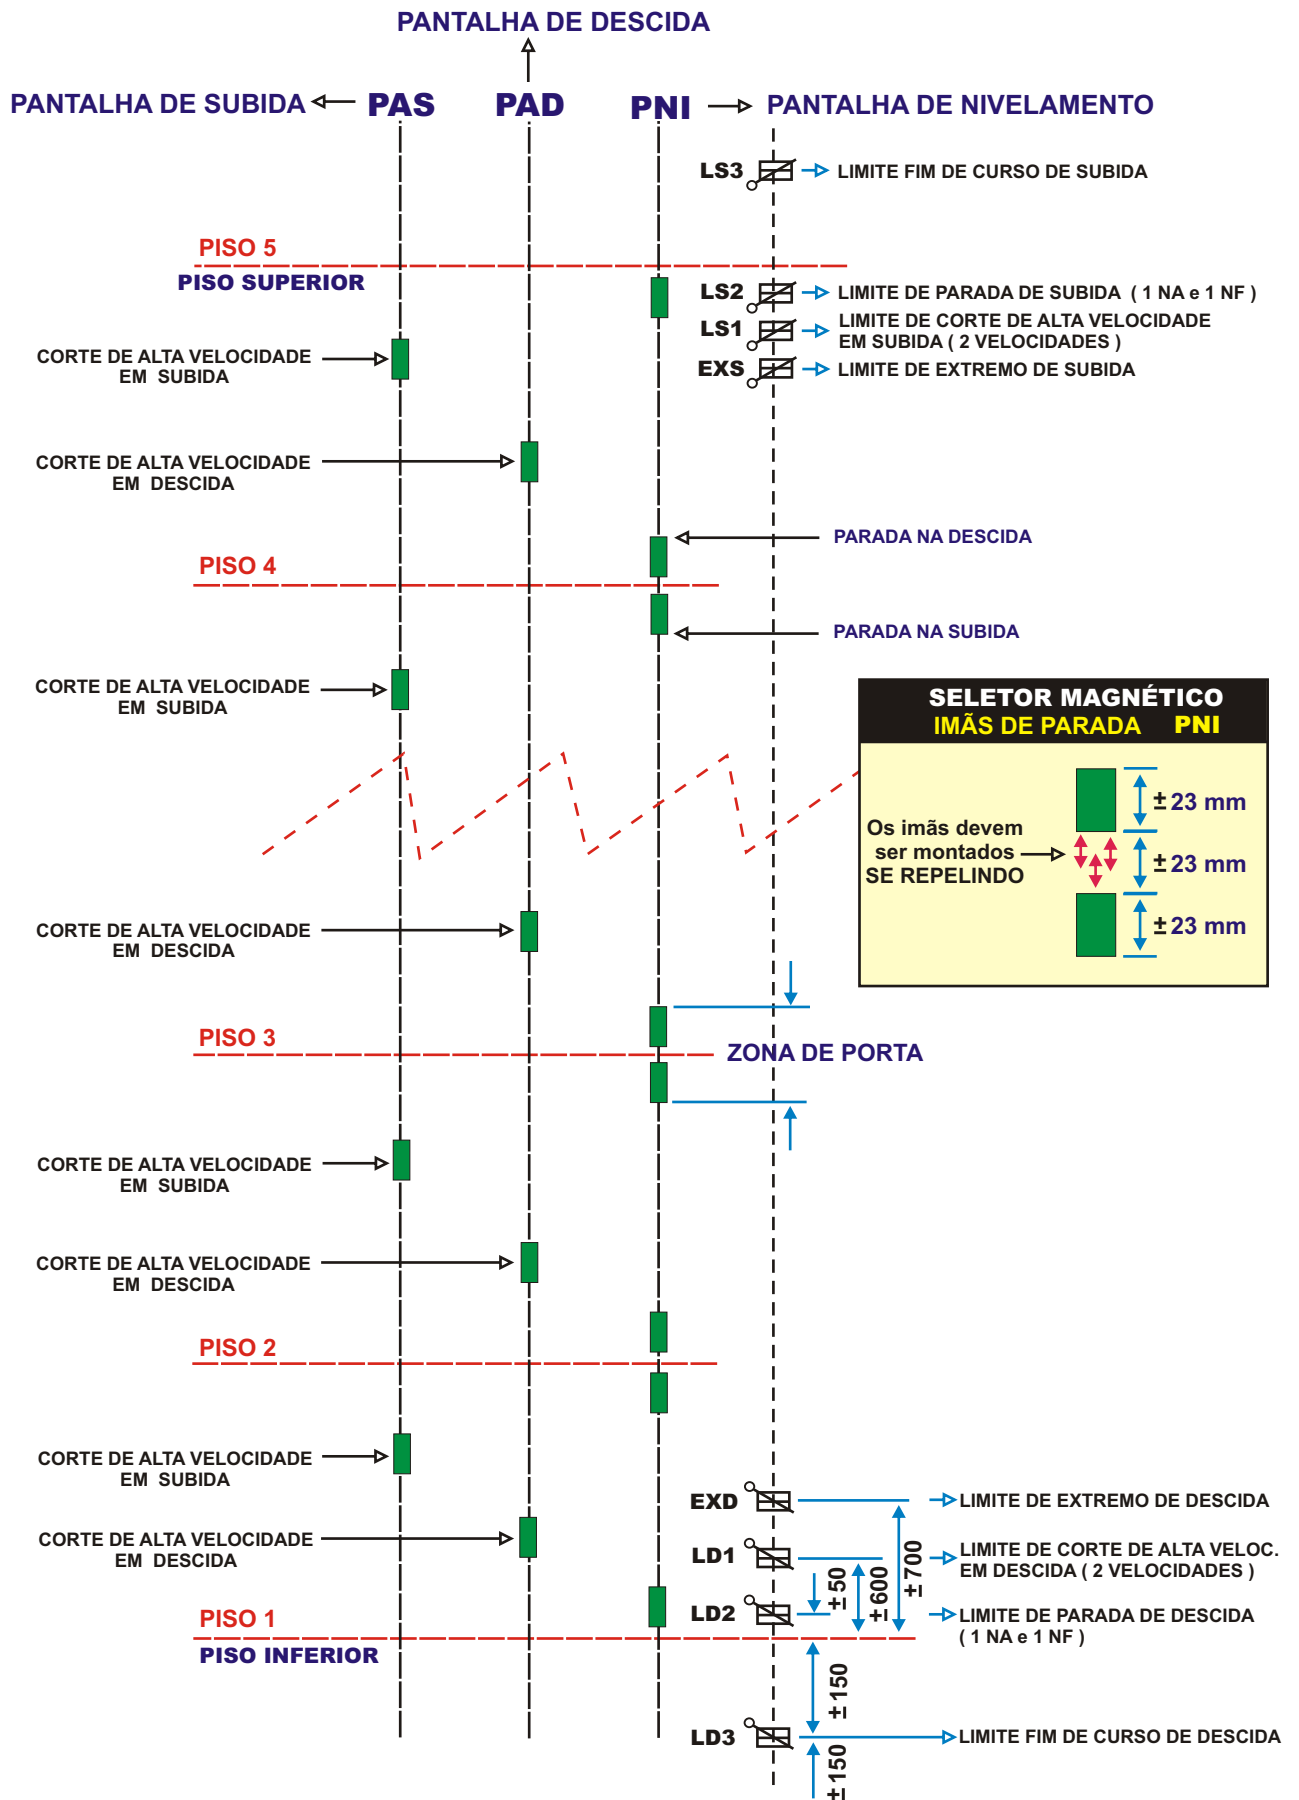 PANTALHA DE DESCIDA
PANTALHA DE SUBIDA PAS PAD PNI PANTALHA DE NIVELAMENTO
LS3 LIMITE FIM DE CURSO DE SUBIDA
PISO 5
PISO SUPERIOR
LS2 LIMITE DE PARADA DE SUBIDA ( 1 NA e 1 NF )
LS1 LIMITE DE CORTE DE ALTA VELOCIDADE
EM SUBIDA ( 2 VELOCIDADES )
CORTE DE ALTA VELOCIDADE
EM SUBIDA
EXS LIMITE DE EXTREMO DE SUBIDA
CORTE DE ALTA VELOCIDADE
EM DESCIDA
PARADA NA DESCIDA
PISO 4
PARADA NA SUBIDA
CORTE DE ALTA VELOCIDADE
EM SUBIDA
SELETOR MAGNÉTICO
IMÃS DE PARADA PNI
± 23 mm
Os imãs devem
ser montados
SE REPELINDO
± 23 mm
± 23 mm
CORTE DE ALTA VELOCIDADE
EM DESCIDA
PISO 3
ZONA DE PORTA
CORTE DE ALTA VELOCIDADE
EM SUBIDA
CORTE DE ALTA VELOCIDADE
EM DESCIDA
PISO 2
CORTE DE ALTA VELOCIDADE
EM SUBIDA
EXD LIMITE DE EXTREMO DE DESCIDA
CORTE DE ALTA VELOCIDADE
EM DESCIDA
LD1 LIMITE DE CORTE DE ALTA VELOC.
EM DESCIDA ( 2 VELOCIDADES )
±50
±600
±700
LD2 LIMITE DE PARADA DE DESCIDA
( 1 NA e 1 NF )
PISO 1
PISO INFERIOR
±150
LD3 LIMITE FIM DE CURSO DE DESCIDA
±150